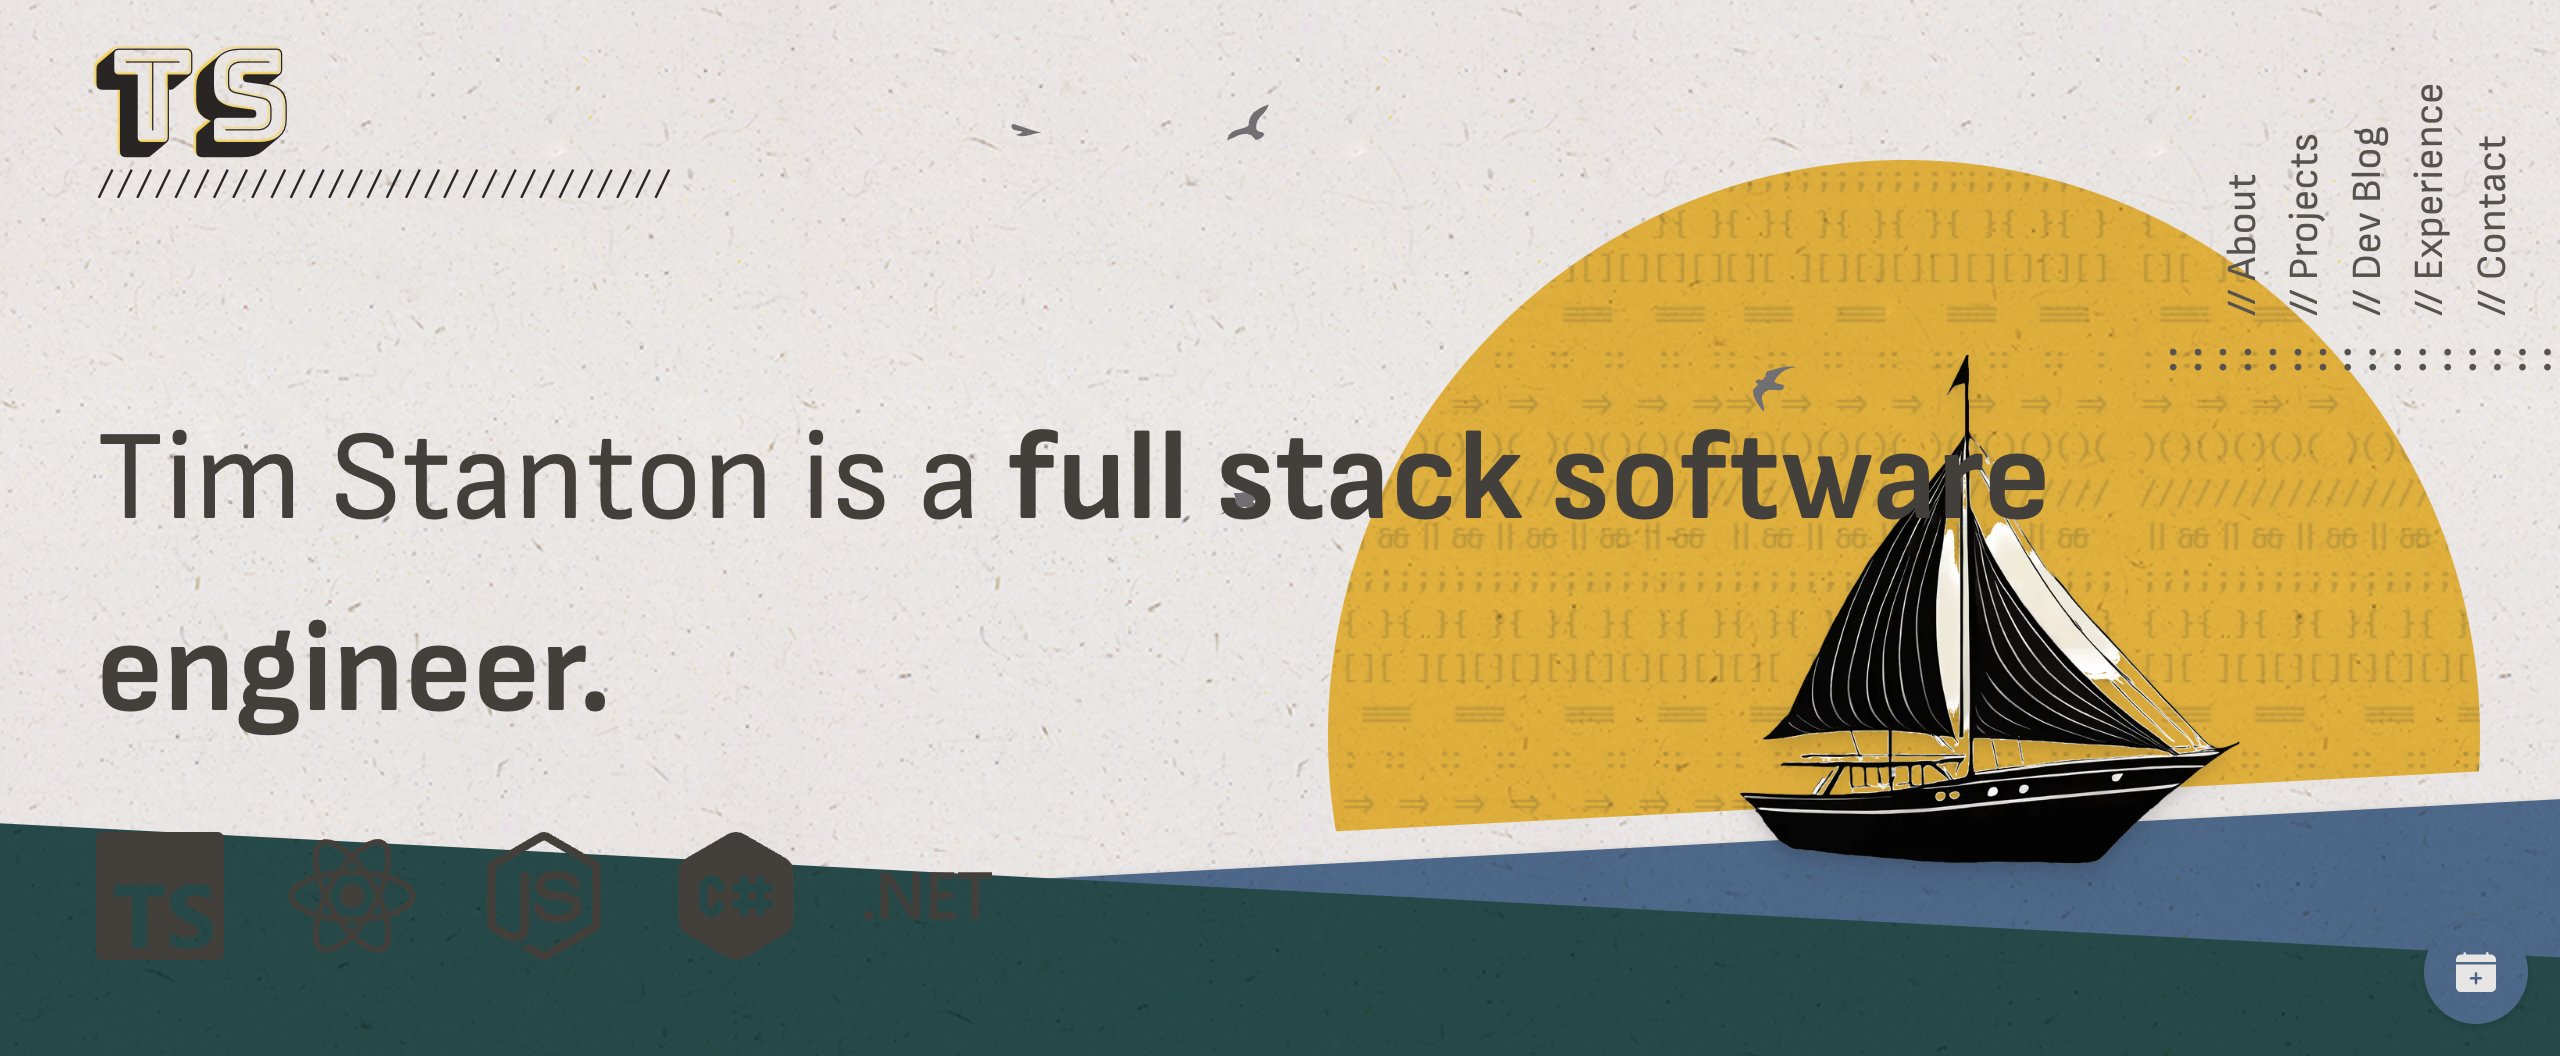 TS
// About
// Projects
// Dev Blog
// Experience
// Contact
Tim Stanton is a full stack software
engineer.
TS
JS
C#
.NET